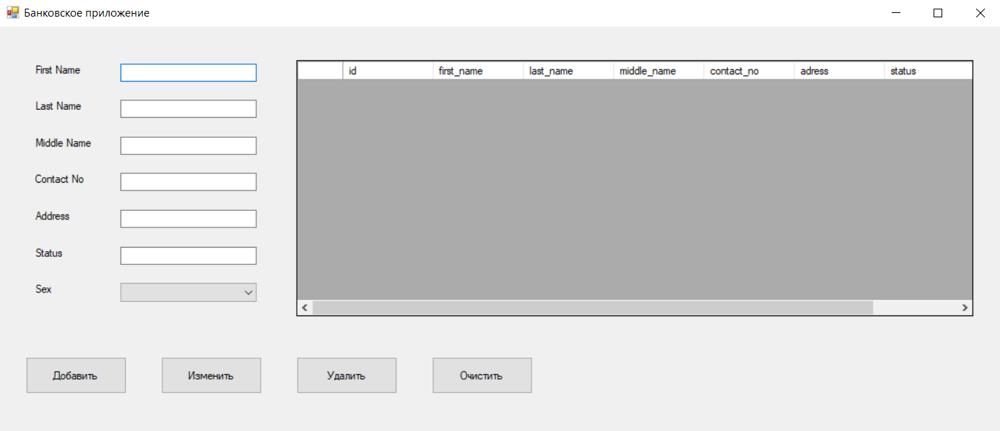 Банковское приложение
First Name
Last Name
Middle Name
Contact No
Address
Status
Sex
id first_name last_name middle_name contact_no adress status
Добавить Изменить Удалить Очистить